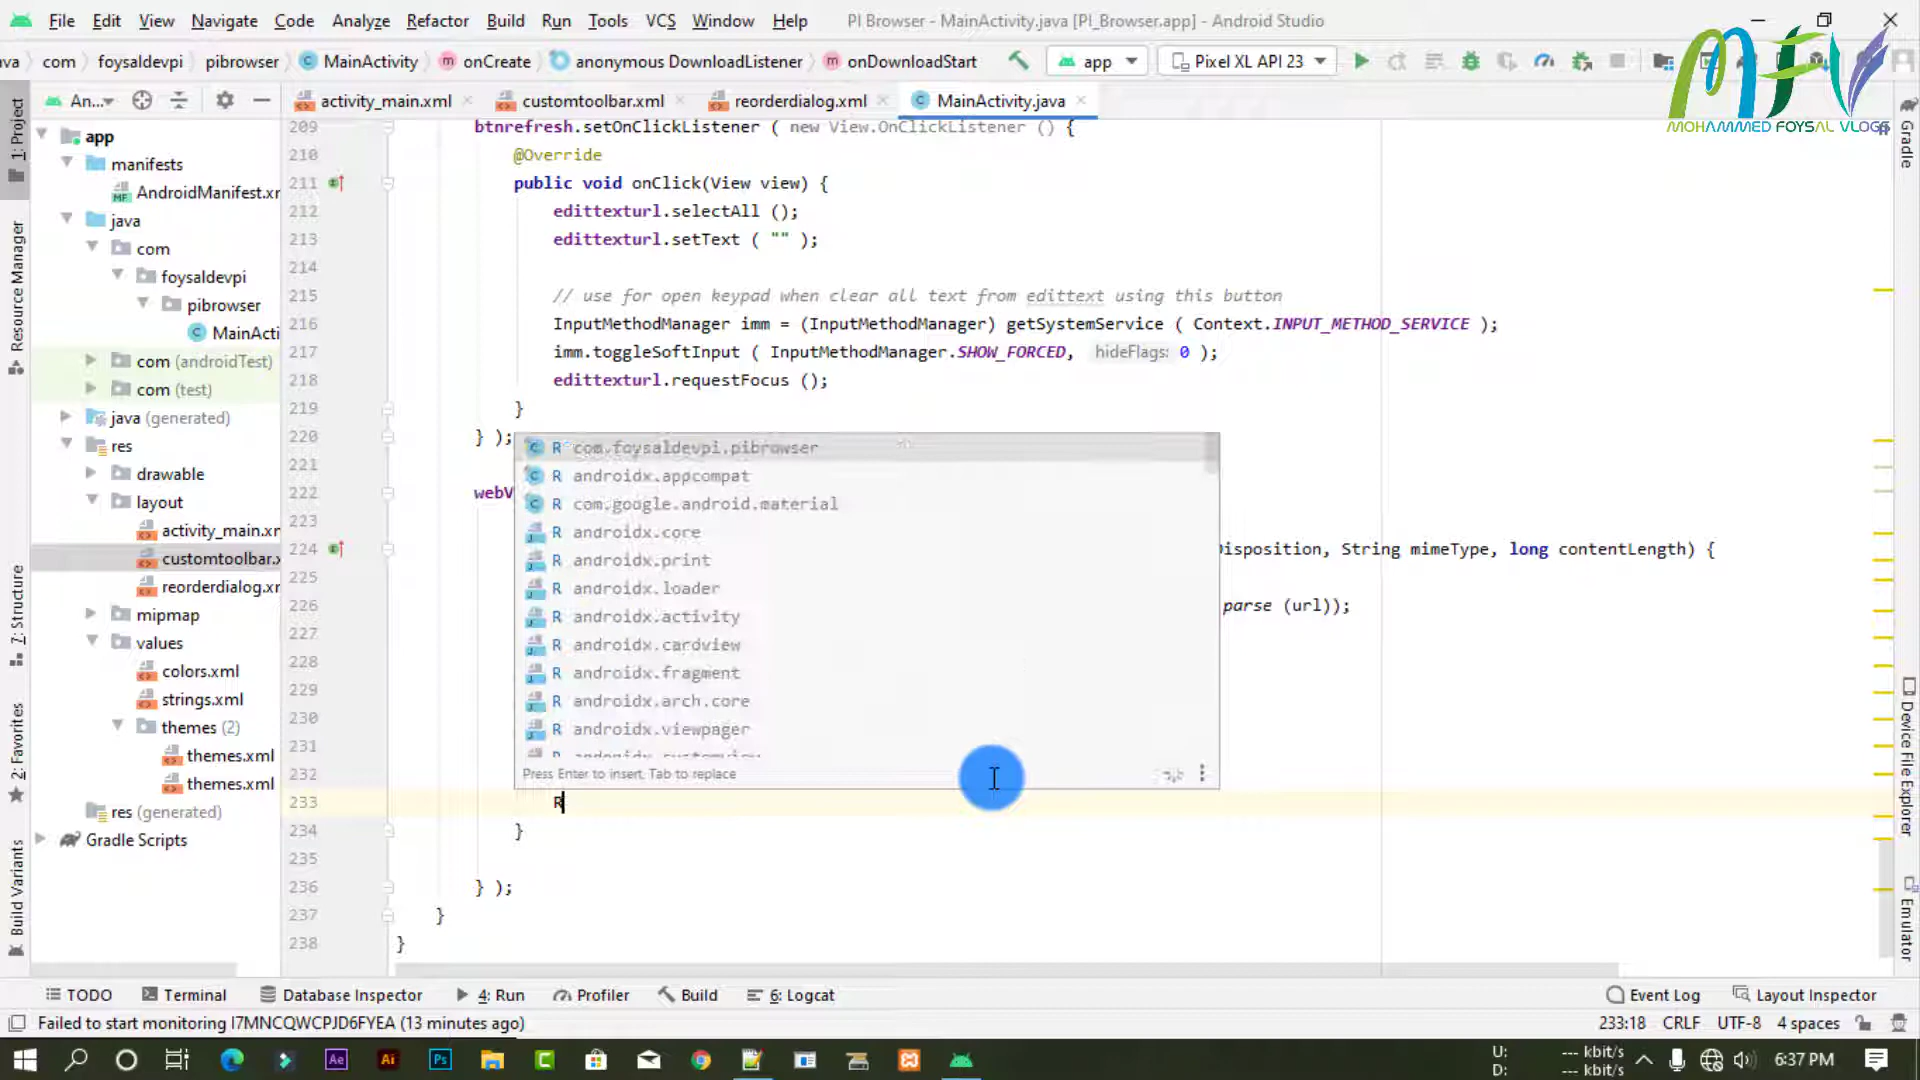 File Edit View Navigate Code Analyze Refactor Build Run Tools VCS Window Help PI Browser - MainActivity.java [PI_Browser.app] - Android Studio
va com foysaldevpi pibrowser MainActivity onCreate anonymous DownloadListener onDownloadStart app Pixel XL API 23
MFV
MOHAMMED FOYSAL VLOGS
An... activity_main.xml customtoolbar.xml reorderdialog.xml MainActivity.java
1: Project
Resource Manager
7: Structure
2: Favorites
Build Variants
app
manifests
AndroidManifest.xr
java
com
foysaldevpi
pibrowser
MainActi
com (androidTest)
com (test)
java (generated)
res
drawable
layout
activity_main.xr
customtoolbar.x
reorderdialog.xr
mipmap
values
colors.xml
strings.xml
themes (2)
themes.xml
themes.xml
res (generated)
Gradle Scripts
209 btnrefresh.setOnClickListener ( new View.OnClickListener () {
210 @Override
211 public void onClick(View view) {
212 edittexturl.selectAll ();
213 edittexturl.setText ( "" );
214
215 // use for open keypad when clear all text from edittext using this button
216 InputMethodManager imm = (InputMethodManager) getSystemService ( Context.INPUT_METHOD_SERVICE );
217 imm.toggleSoftInput ( InputMethodManager.SHOW_FORCED, hideFlags: 0 );
218 edittexturl.requestFocus ();
219 }
220 } );
221
222 webV
223
224 Disposition, String mimeType, long contentLength) {
225
226 parse (url));
227
228
229
230
231
232
233 R
234 }
235
236 } );
237 }
238 }
R com.foysaldevpi.pibrowser
R androidx.appcompat
R com.google.android.material
R androidx.core
R androidx.print
R androidx.loader
R androidx.activity
R androidx.cardview
R androidx.fragment
R androidx.arch.core
R androidx.viewpager
Press Enter to insert, Tab to replace
Gradle
Device File Explorer
Emulator
TODO Terminal Database Inspector 4: Run Profiler Build 6: Logcat Event Log Layout Inspector
Failed to start monitoring I7MNCQWCPJD6FYEA (13 minutes ago) 233:18 CRLF UTF-8 4 spaces
Ae Ai Ps
U: --- kbit/s
D: --- kbit/s
6:37 PM